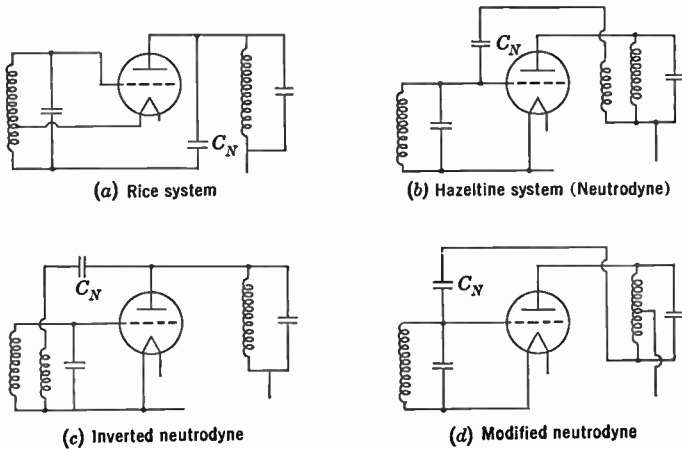 C_N
C_N
(a) Rice system
(b) Hazeltine system (Neutrodyne)
C_N
C_N
(c) Inverted neutrodyne
(d) Modified neutrodyne